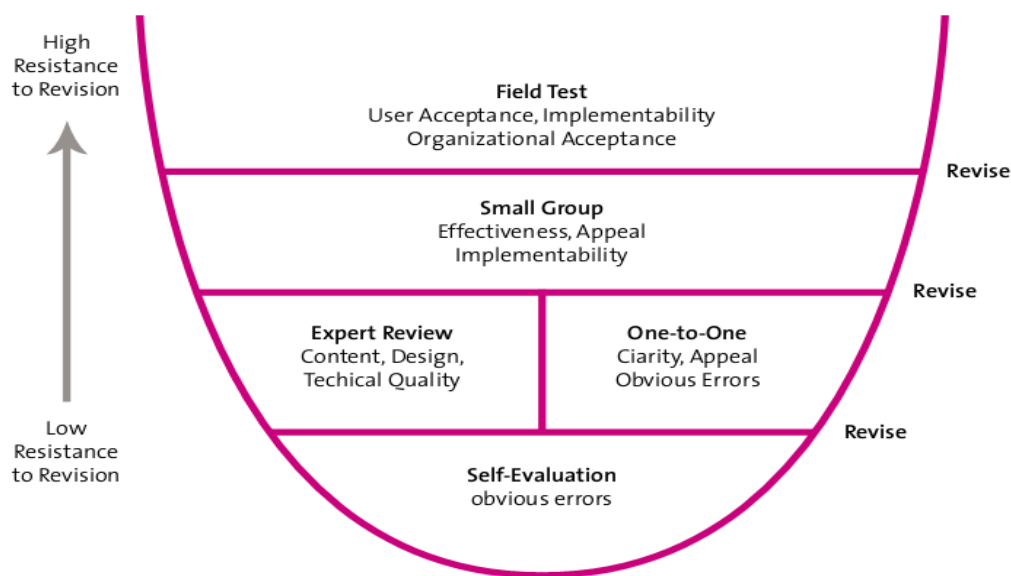 High
Resistance
to Revision
Field Test
User Acceptance, Implementability
Organizational Acceptance
Revise
Small Group
Effectiveness, Appeal
Implementability
Revise
Expert Review
Content, Design,
Techical Quality
One-to-One
Ciarity, Appeal
Obvious Errors
Revise
Low
Resistance
to Revision
Self-Evaluation
obvious errors